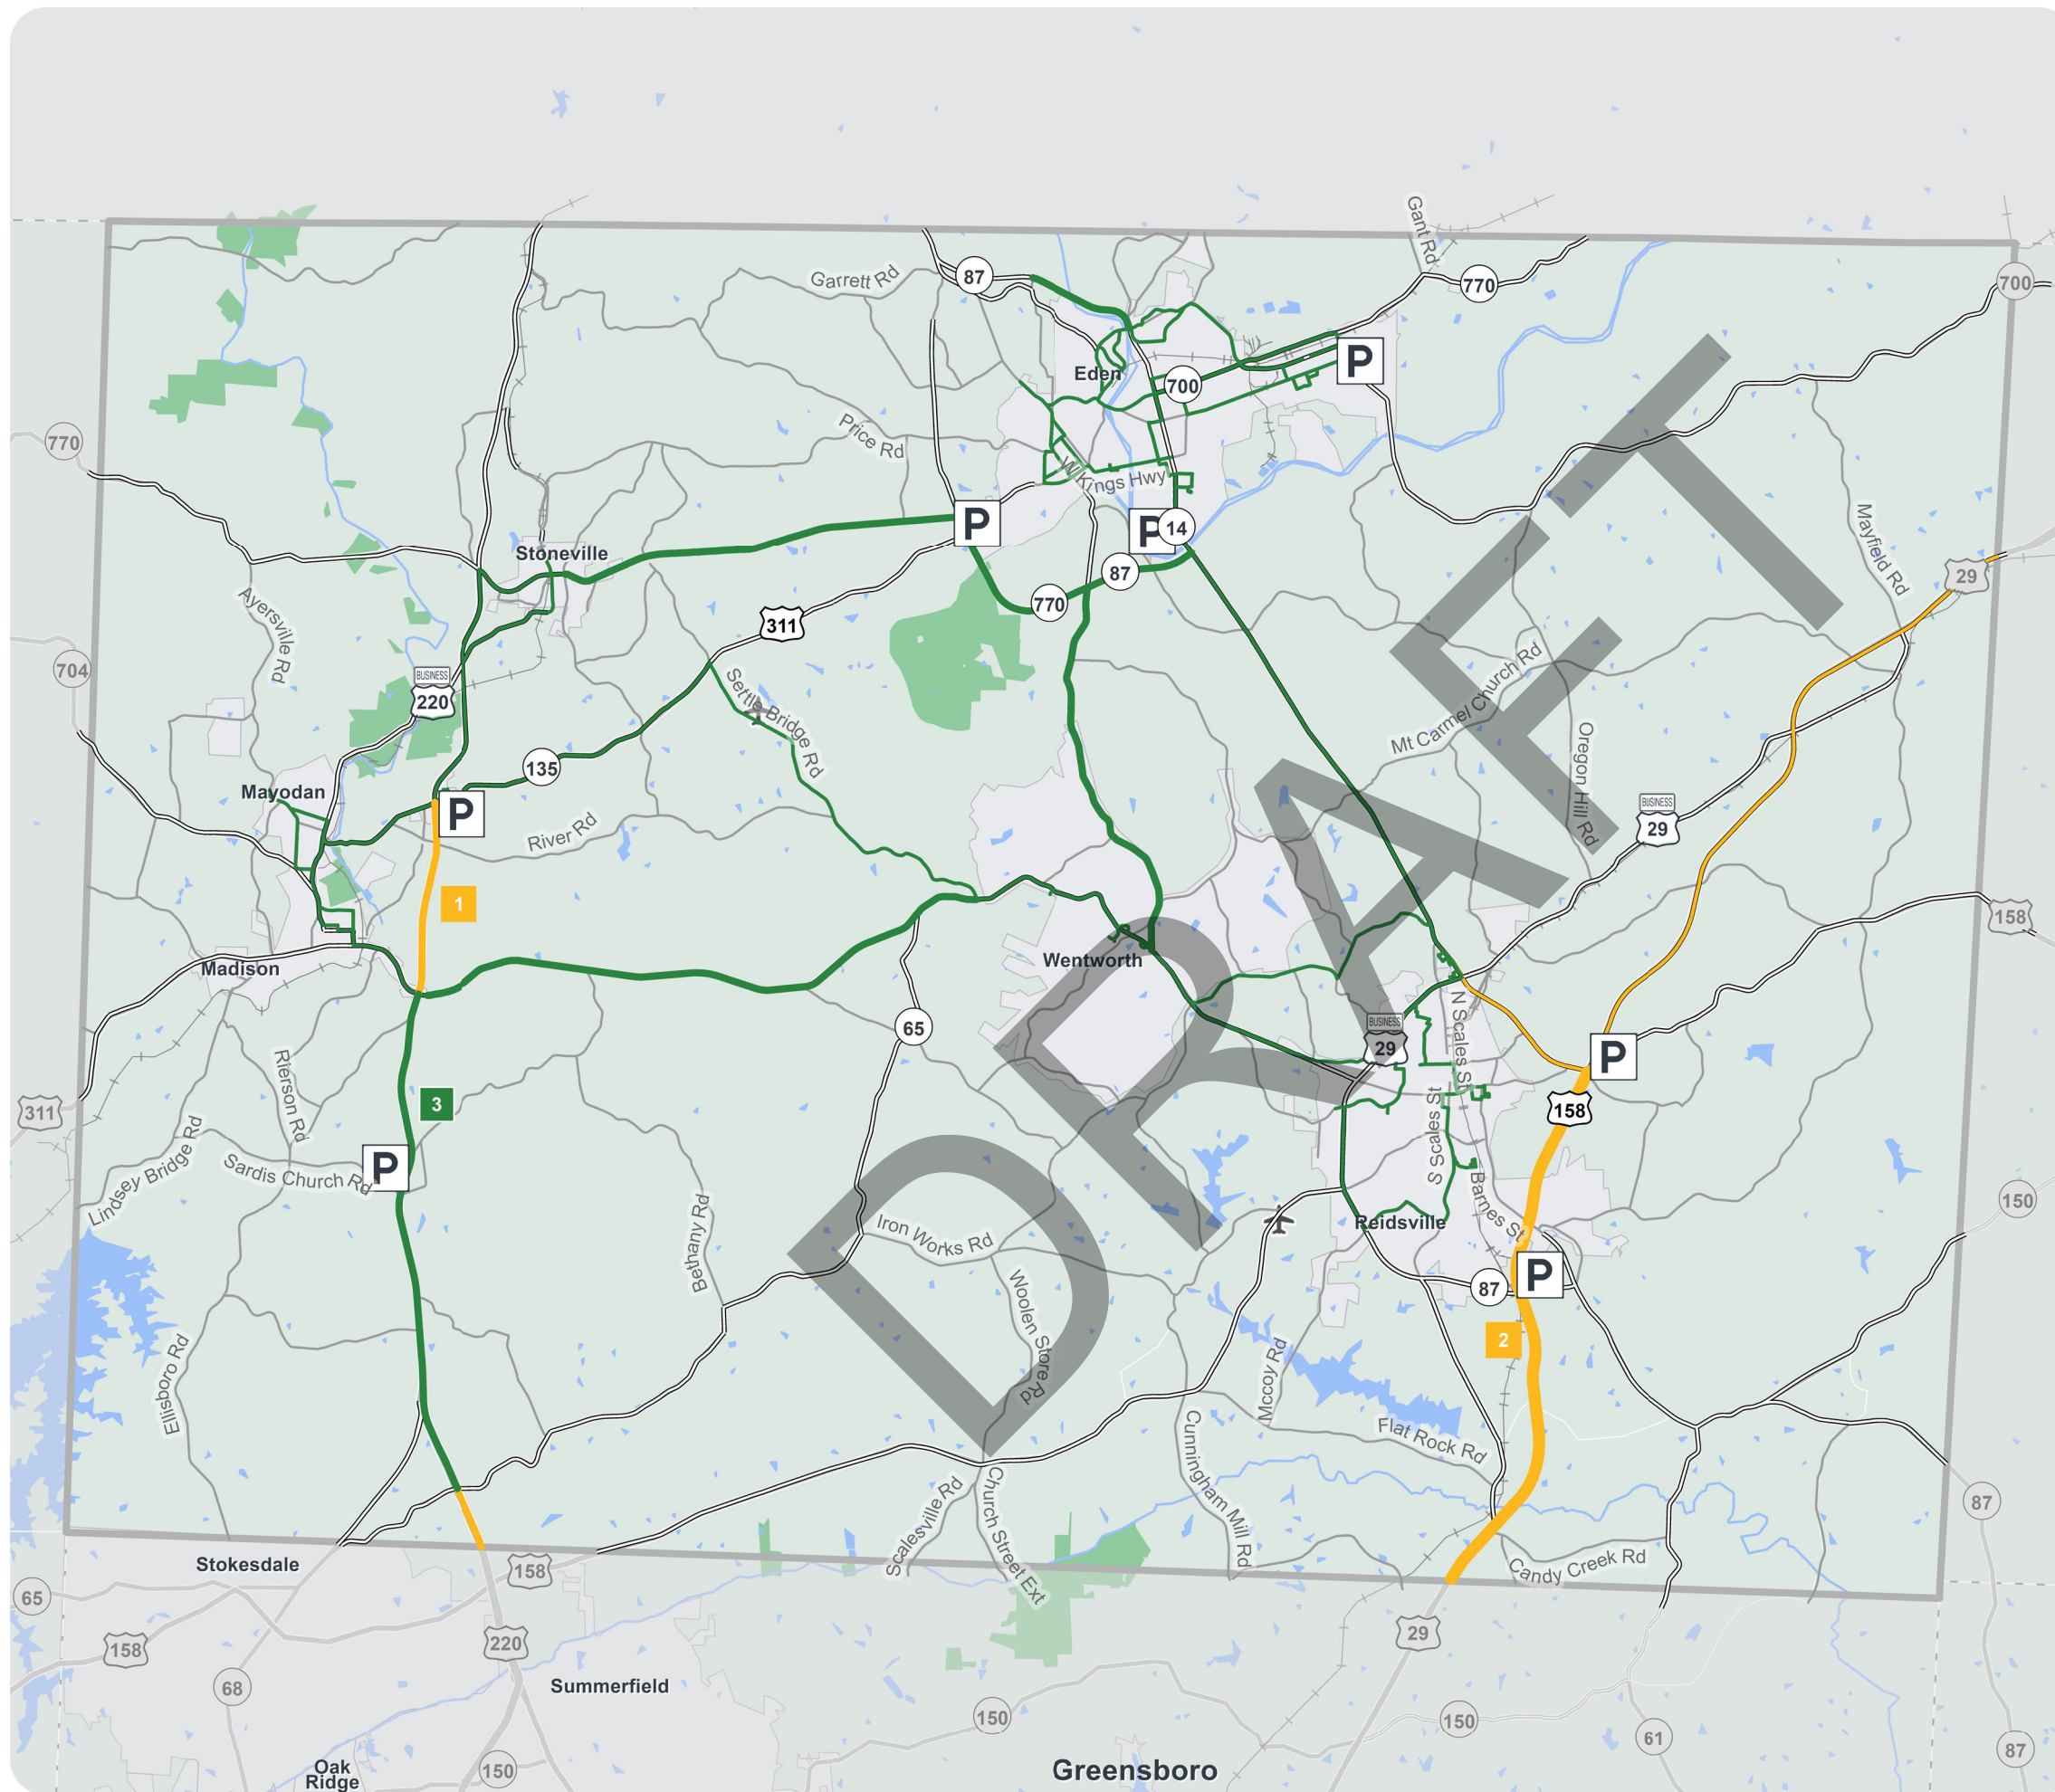 Gant Rd
87
Garrett Rd
770
700
Eden
P
700
770
Price Rd
W Kings Hwy
P
P
14
Mayfield Rd
Stoneville
87
29
Ayersville Rd
770
311
704
BUSINESS
220
Settle Bridge Rd
Mt Carmel Church Rd
Oregon Hill Rd
135
Mayodan
P
BUSINESS
29
River Rd
1
158
Madison
Wentworth
65
N Scales St
BUSINESS
29
P
Rierson Rd
3
311
158
S Scales St
Lindsey Bridge Rd
Sardis Church Rd
P
Barnes St
150
Bethany Rd
Iron Works Rd
Reidsville
Woolen Store Rd
87
P
2
Ellisboro Rd
Mccoy Rd
Flat Rock Rd
Cunningham Mill Rd
Scalesville Rd
Church Street Ext
87
DRAFT
Stokesdale
158
Candy Creek Rd
65
158
220
29
68
Summerfield
150
150
61
87
Oak
Ridge
150
Greensboro